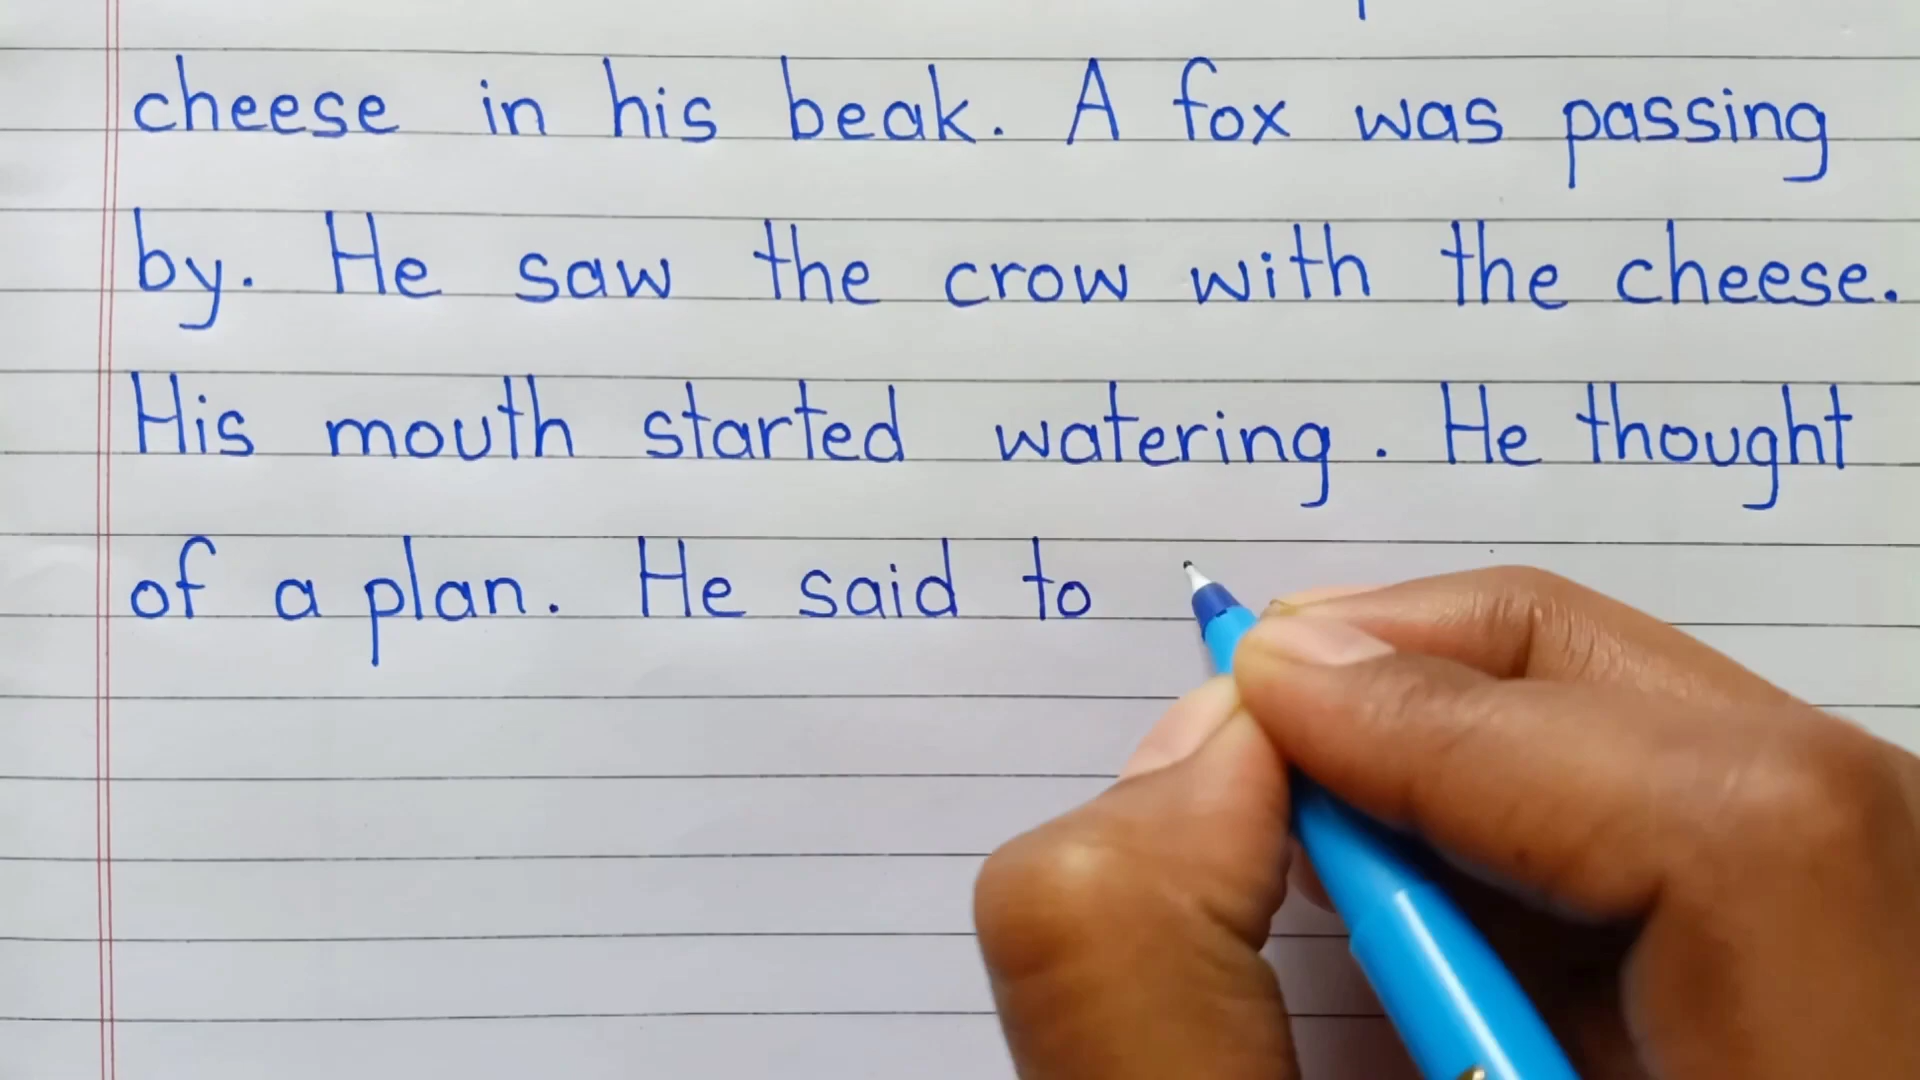 cheese in his beak. A fox was passing
by. He saw the crow with the cheese.
His mouth started watering. He thought
of a plan. He said to